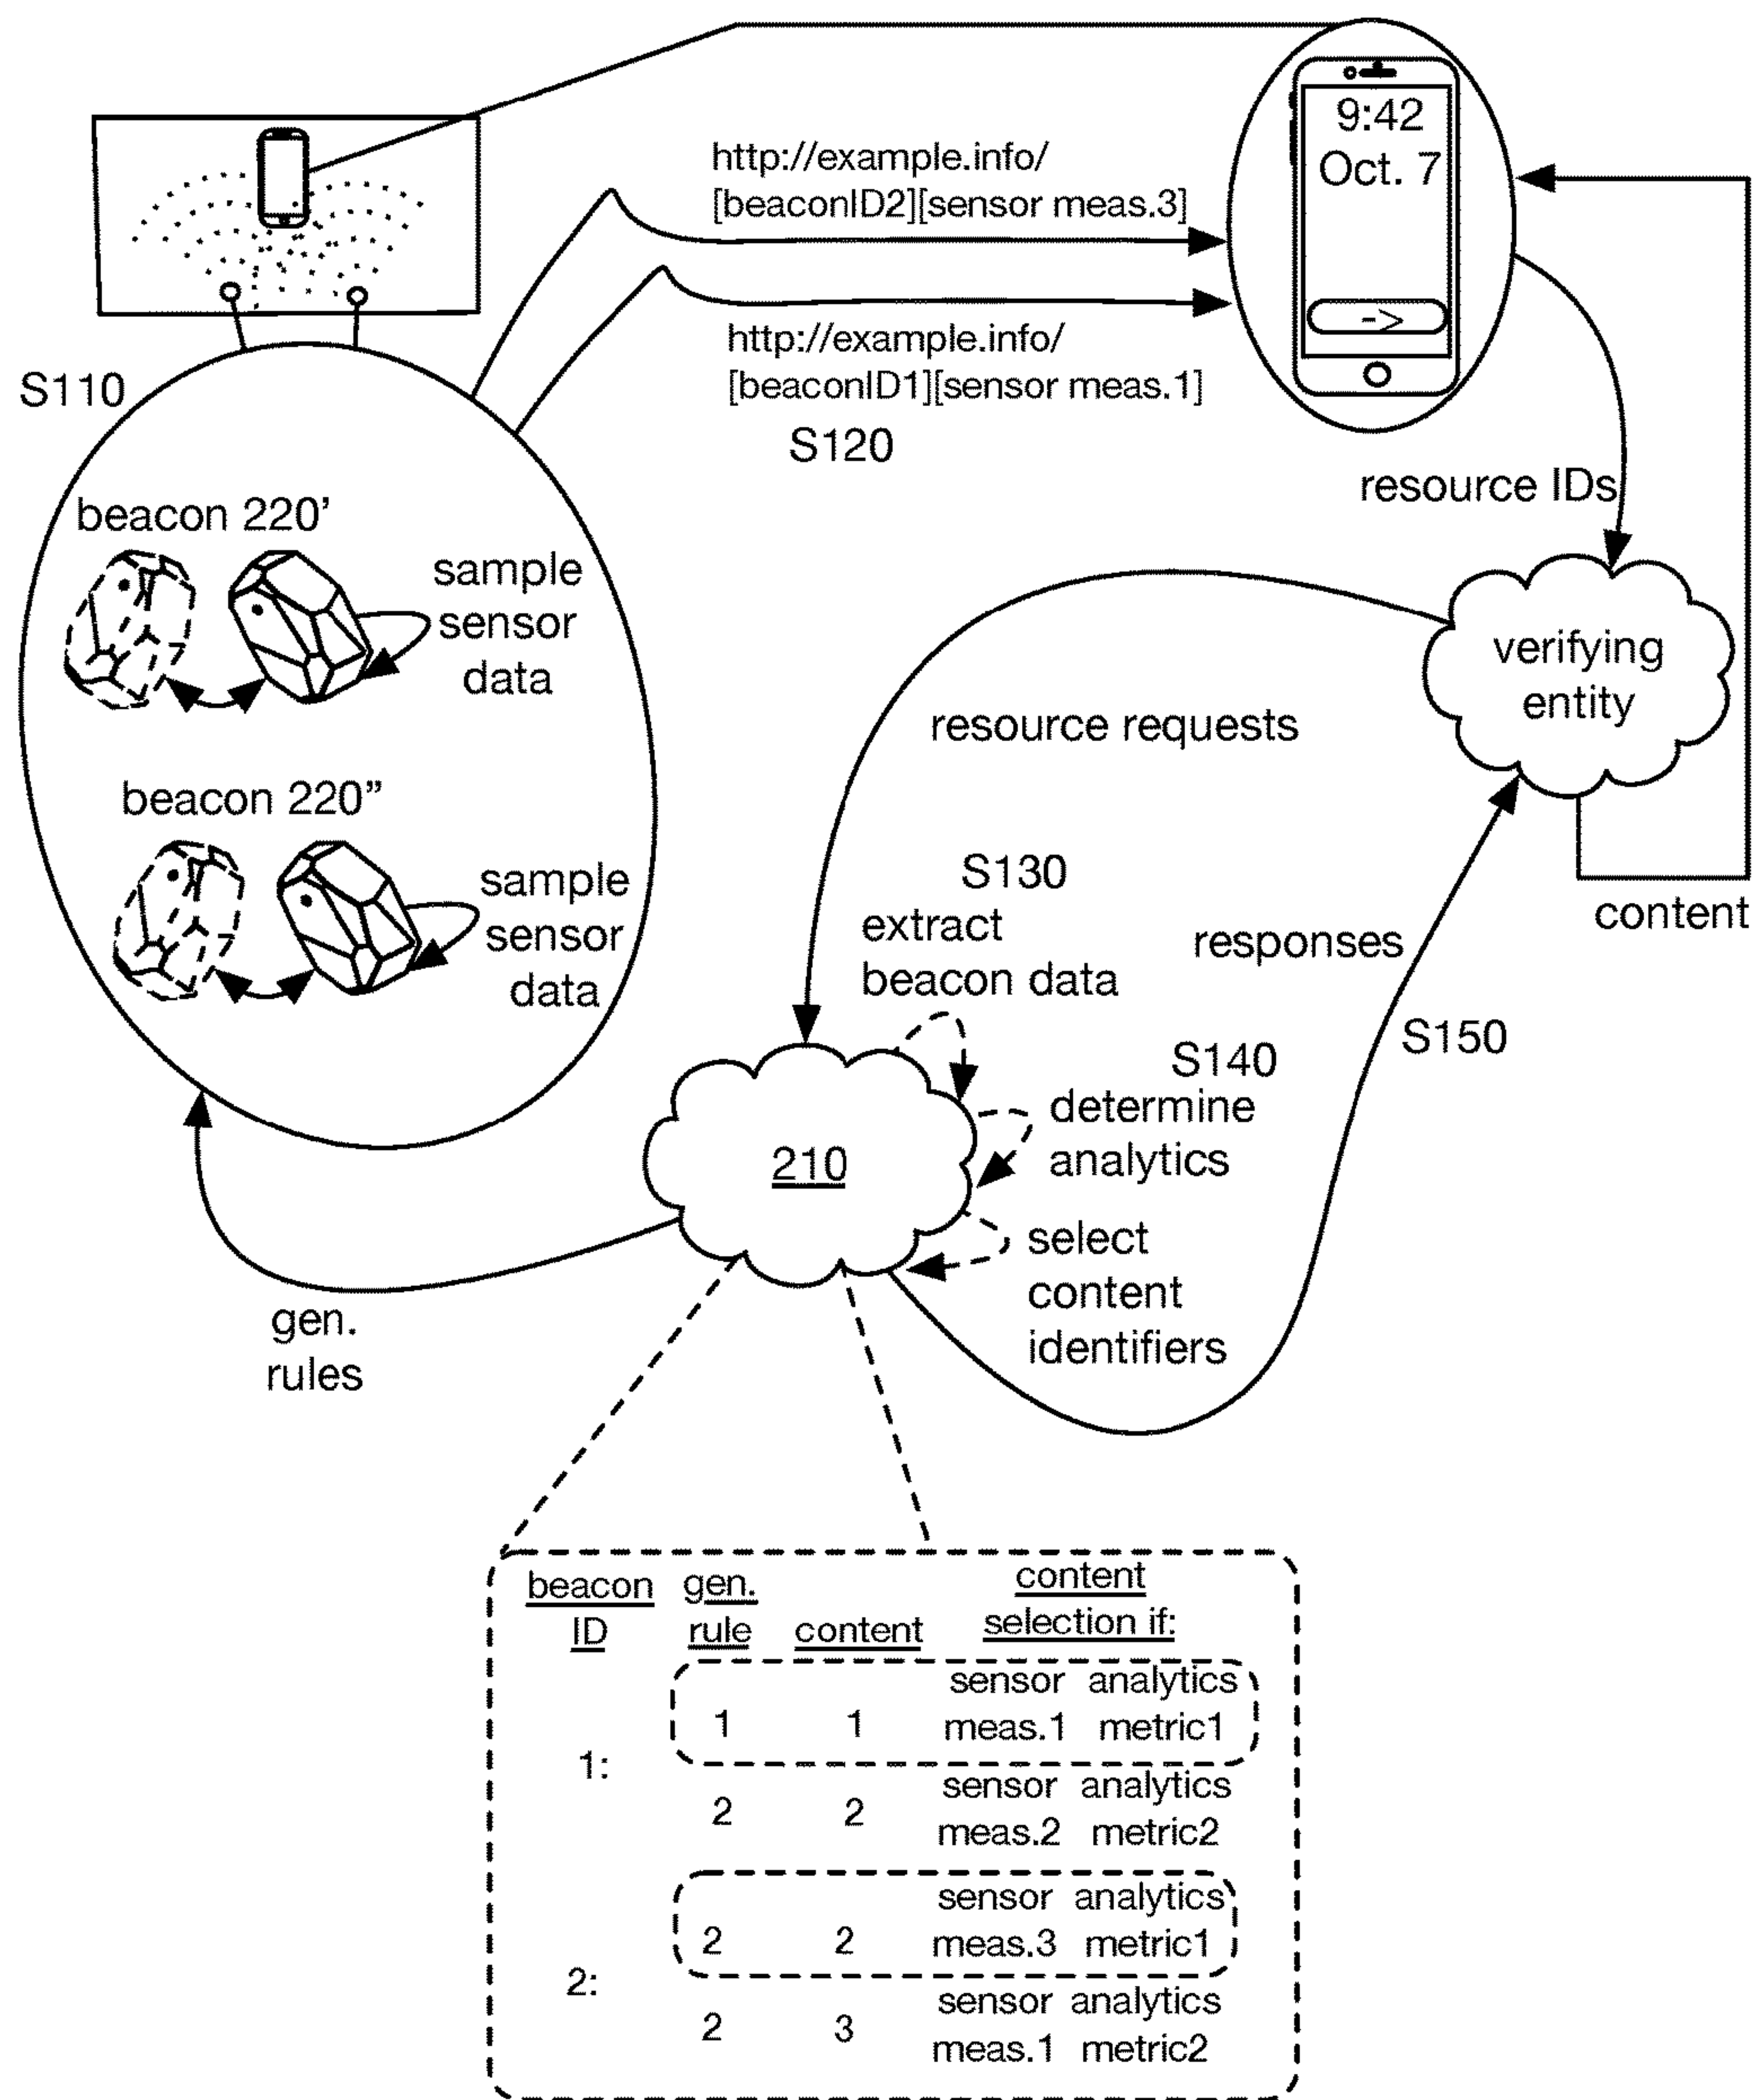 9:42
Oct. 7
->
http://example.info/
[beaconID2][sensor meas.3]
http://example.info/
[beaconID1][sensor meas.1]
S110
S120
resource IDs
beacon 220'
sample
sensor
data
verifying
entity
resource requests
beacon 220"
sample
sensor
data
S130
extract
beacon data
content
responses
S150
S140
determine
analytics
210
select
content
identifiers
gen.
rules
beacon gen. content
ID rule content selection if:
sensor analytics
1 1 meas.1 metric1
1:
sensor analytics
2 2 meas.2 metric2
sensor analytics
2 2 meas.3 metric1
2:
sensor analytics
2 3 meas.1 metric2